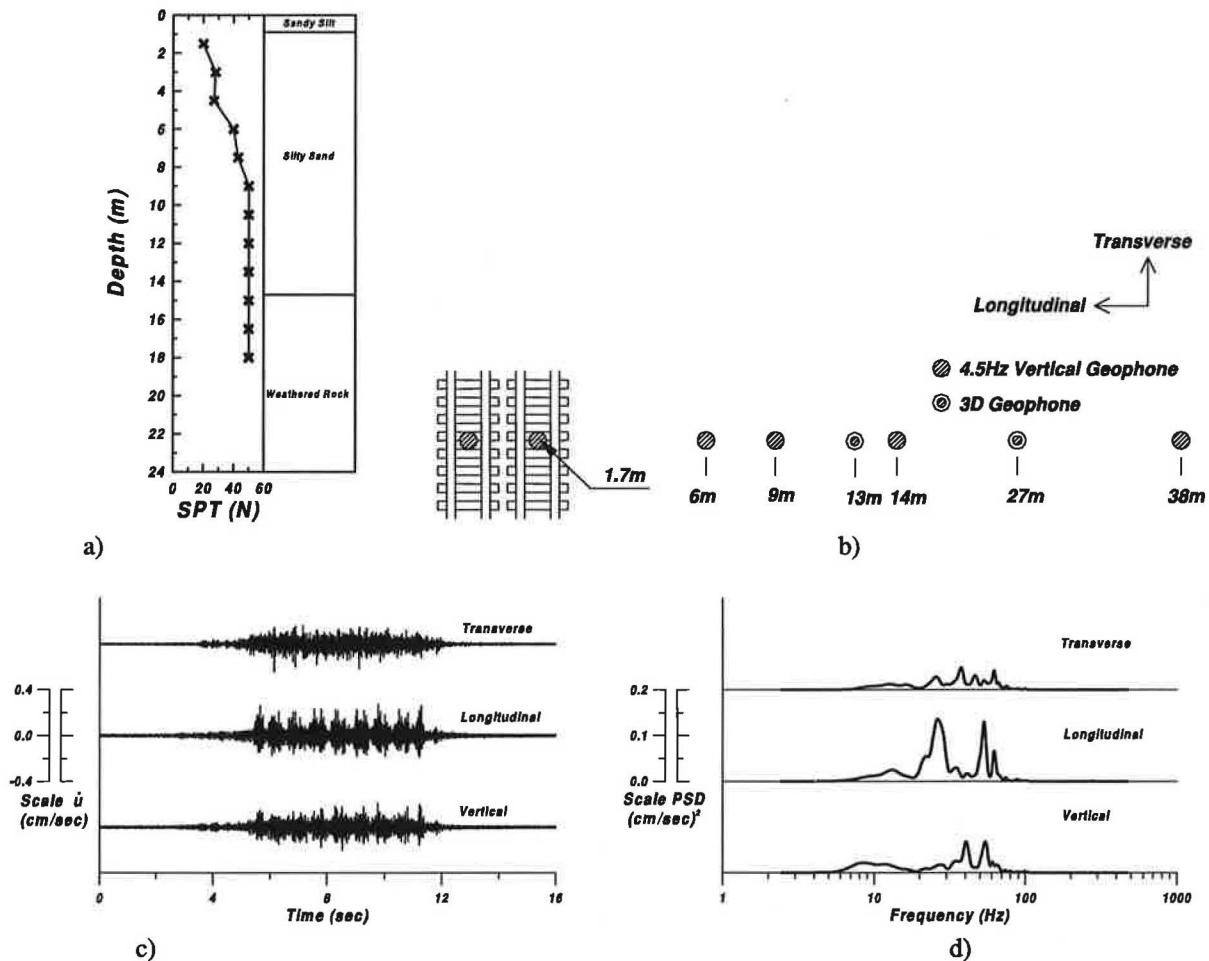 0
2
4
6
8
10
12
14
16
18
20
22
24
Depth (m)
0 20 40 60
SPT (N)
Sandy Silt
Silty Sand
Weathered Rock
a)
Transverse
Longitudinal
4.5Hz Vertical Geophone
3D Geophone
1.7m
6m 9m 13m 14m 27m 38m
b)
Transverse
Longitudinal
Vertical
0.4
0.0
-0.4
Scale u̇
(cm/sec)
0 4 8 12 16
Time (sec)
c)
Transverse
Longitudinal
Vertical
0.2
0.1
0.0
Scale PSD
(cm/sec)²
1 10 100 1000
Frequency (Hz)
d)